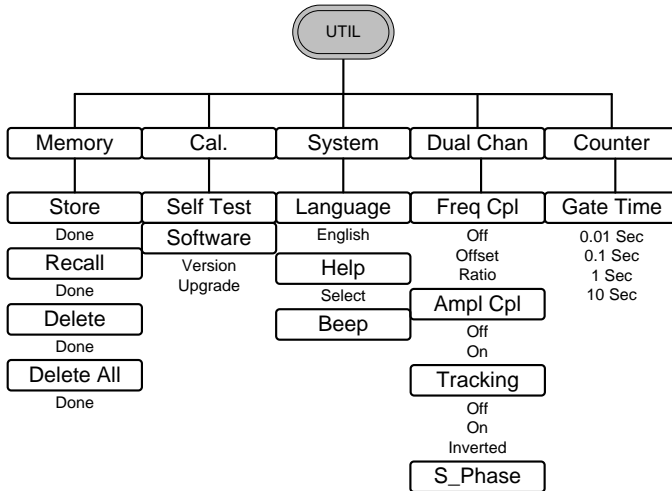 UTIL
Memory
Cal.
System
Dual Chan
Counter
Store
Done
Recall
Done
Delete
Done
Delete All
Done
Self Test
Software
Version
Upgrade
Language
English
Help
Select
Beep
Freq Cpl
Off
Offset
Ratio
Ampl Cpl
Off
On
Tracking
Off
On
Inverted
S_Phase
Gate Time
0.01 Sec
0.1 Sec
1 Sec
10 Sec